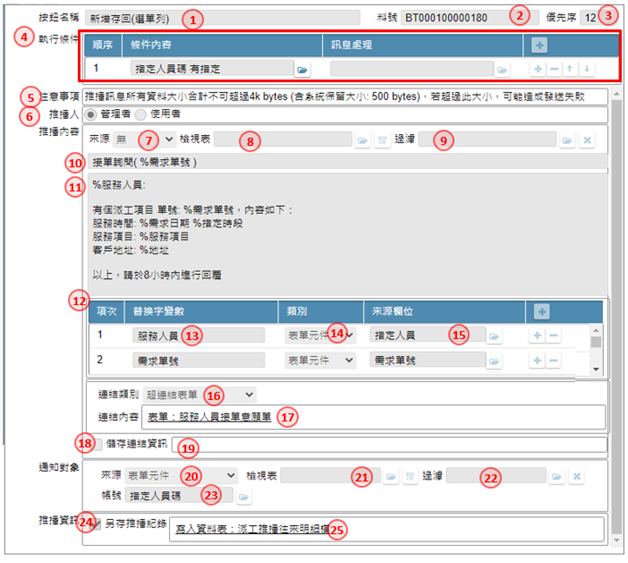 按鈕名稱 新增存回(選單列) 1 料號 BT000100000180 2 優先序 12 3
4 執行條件 順序 條件內容 訊息處理
1 指定人員碼 有指定
5 注意事項 推播訊息所有資料大小合計不可超過4k bytes (含系統保留大小: 500 bytes)，若超過此大小，可能造成發送失敗
6 推播人 管理者 使用者
推播內容 來源 無 7 檢視表 8 過濾 9
10 接單詢問( %需求單號 )
11 %服務人員:
有個派工項目 單號: %需求單號，內容如下：
服務時間: %需求日期 %指定時段
服務項目: %服務項目
客戶地址: %地址
以上，請於8小時內進行回覆
12 項次 替換字變數 類別 來源欄位
1 服務人員 13 表單元件 14 指定人員 15
2 需求單號 表單元件 需求單號
連結類別 超連結表單 16
連結內容 表單：服務人員接單意願單 17
18 儲存連結資訊 19
通知對象 來源 表單元件 20 檢視表 21 過濾 22
帳號 指定人員碼 23
推播資訊 24 另存推播紀錄 寫入資料表：派工推播往來明細檔 25